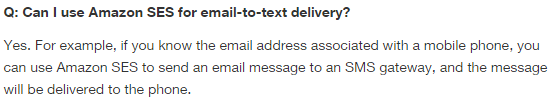 Q: Can I use Amazon SES for email-to-text delivery?
Yes. For example, if you know the email address associated with a mobile phone, you
can use Amazon SES to send an email message to an SMS gateway, and the message
will be delivered to the phone.